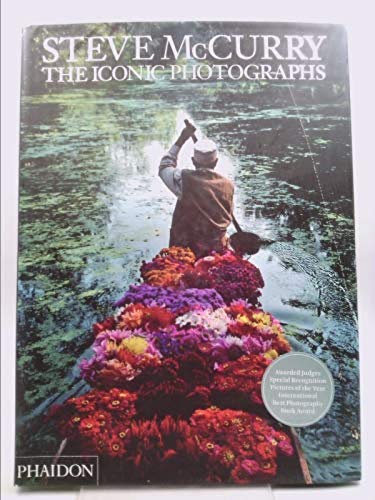 STEVE McCURRY
THE ICONIC PHOTOGRAPHS
Awarded Judges
Special Recognition
Pictures of the Year
International
Best Photography
Book Award
PHAIDON